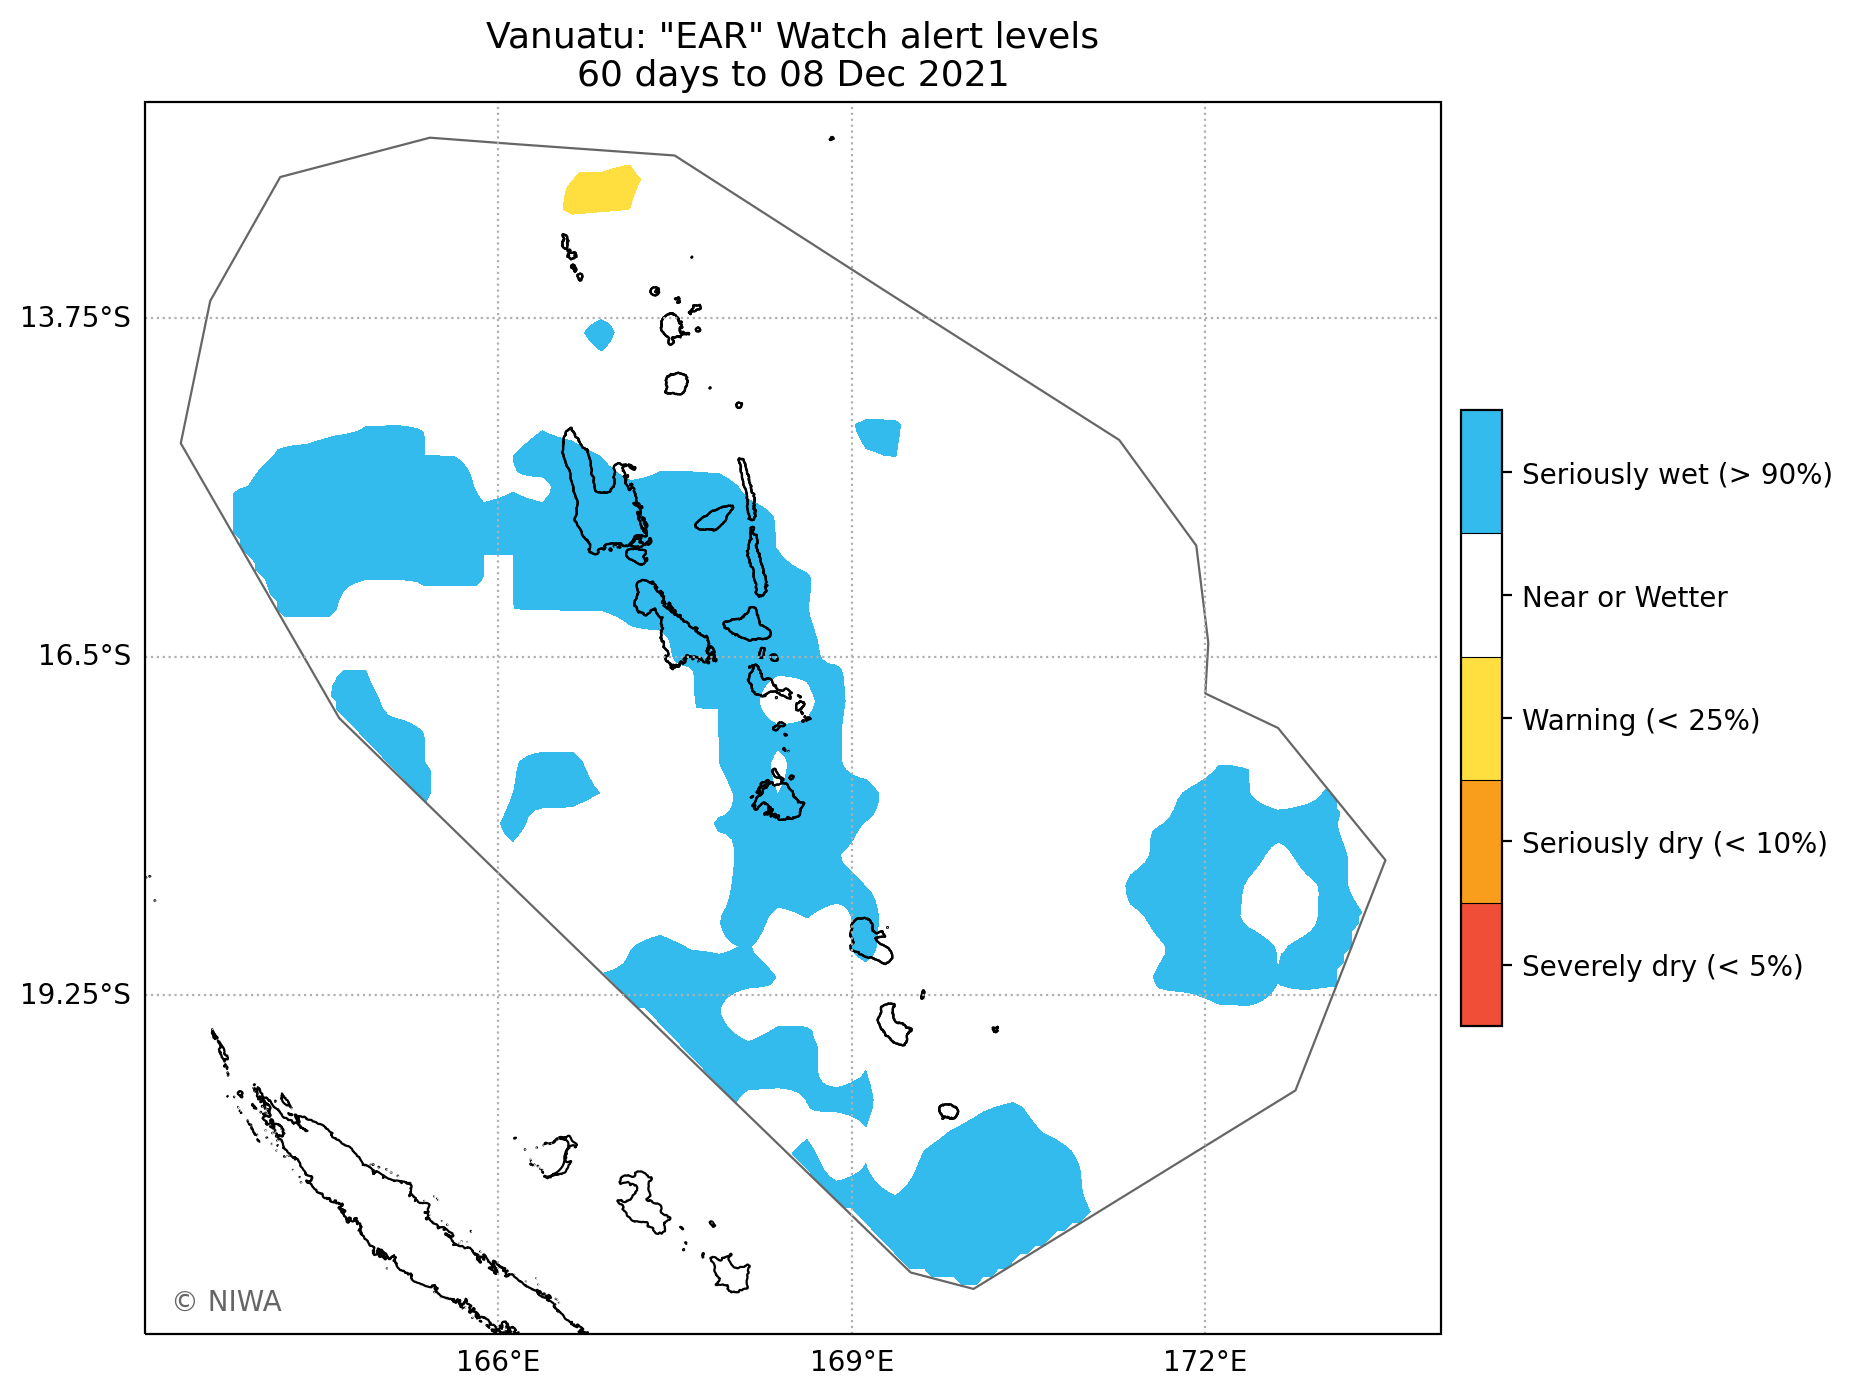 Vanuatu: "EAR" Watch alert levels
60 days to 08 Dec 2021
13.75°S
16.5°S
19.25°S
166°E
169°E
172°E
Seriously wet (> 90%)
Near or Wetter
Warning (< 25%)
Seriously dry (< 10%)
Severely dry (< 5%)
© NIWA